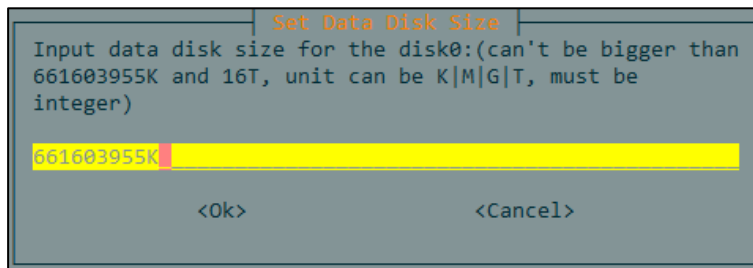 Set Data Disk Size
Input data disk size for the disk0:(can't be bigger than
661603955K and 16T, unit can be K|M|G|T, must be
integer)
661603955K
<Ok> <Cancel>